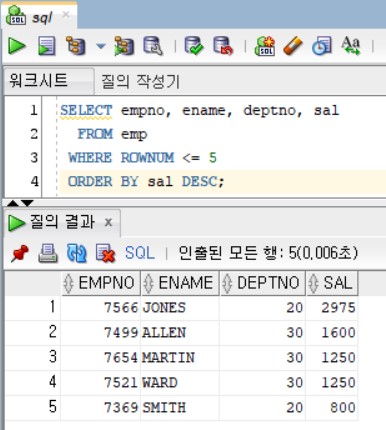 sql
워크시트 질의 작성기
1 SELECT empno, ename, deptno, sal
2 FROM emp
3 WHERE ROWNUM <= 5
4 ORDER BY sal DESC;
질의 결과 x
SQL | 인출된 모든 행: 5(0,006초)
EMPNO ENAME DEPTNO SAL
1 7566 JONES 20 2975
2 7499 ALLEN 30 1600
3 7654 MARTIN 30 1250
4 7521 WARD 30 1250
5 7369 SMITH 20 800